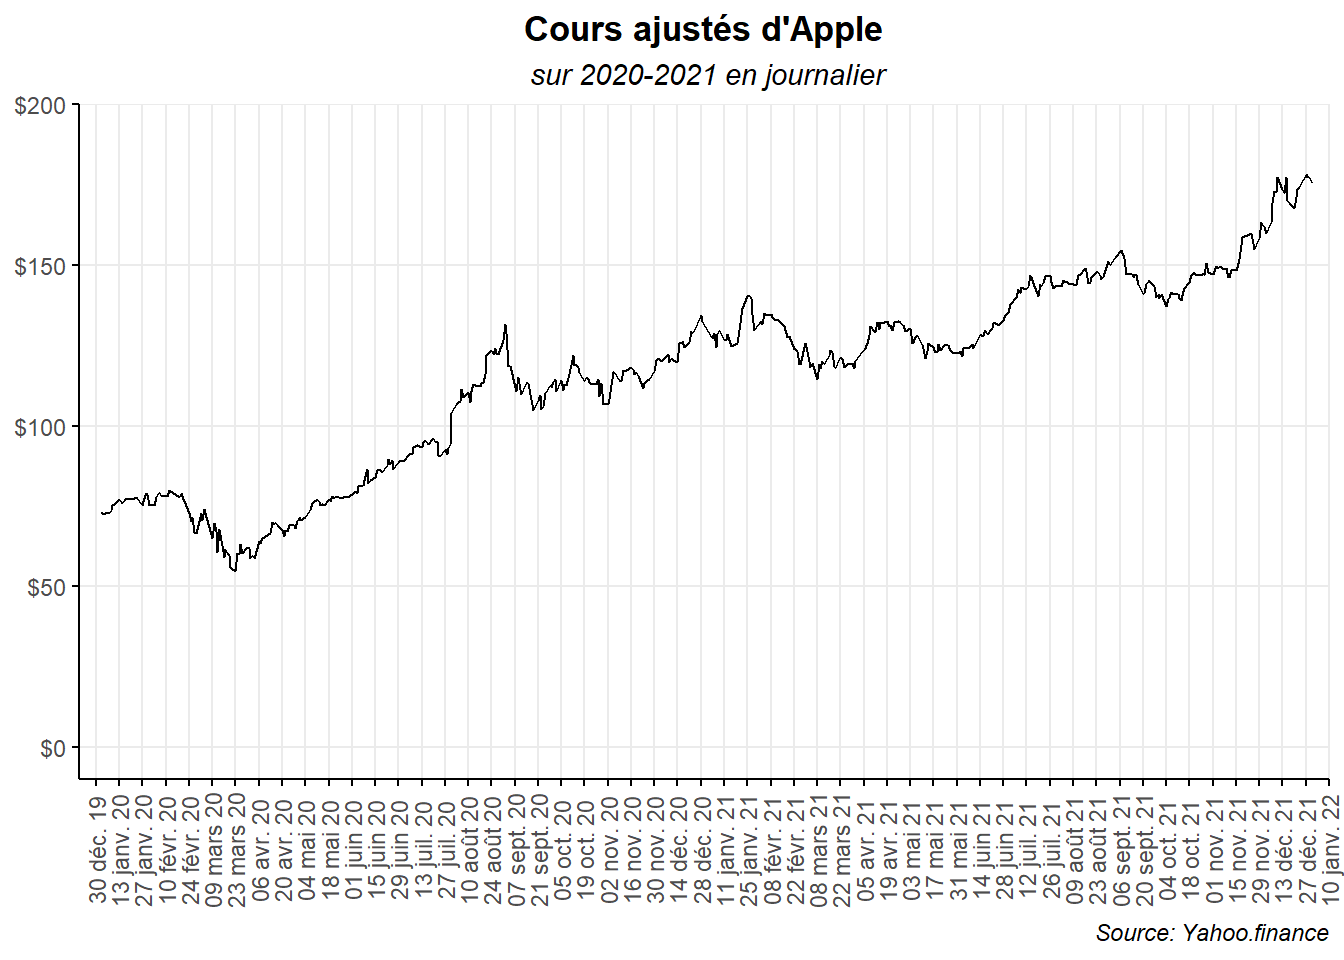 Cours ajustés d'Apple
sur 2020-2021 en journalier
$200
$150
$100
$50
$0
30 déc. 19
13 janv. 20
27 janv. 20
10 févr. 20
24 févr. 20
09 mars 20
23 mars 20
06 avr. 20
20 avr. 20
04 mai 20
18 mai 20
01 juin 20
15 juin 20
29 juin 20
13 juil. 20
27 juil. 20
10 août 20
24 août 20
07 sept. 20
21 sept. 20
05 oct. 20
19 oct. 20
02 nov. 20
16 nov. 20
30 nov. 20
14 déc. 20
28 déc. 20
11 janv. 21
25 janv. 21
08 févr. 21
22 févr. 21
08 mars 21
22 mars 21
05 avr. 21
19 avr. 21
03 mai 21
17 mai 21
31 mai 21
14 juin 21
28 juin 21
12 juil. 21
26 juil. 21
09 août 21
23 août 21
06 sept. 21
20 sept. 21
04 oct. 21
18 oct. 21
01 nov. 21
15 nov. 21
29 nov. 21
13 déc. 21
27 déc. 21
10 janv. 22
Source: Yahoo.finance